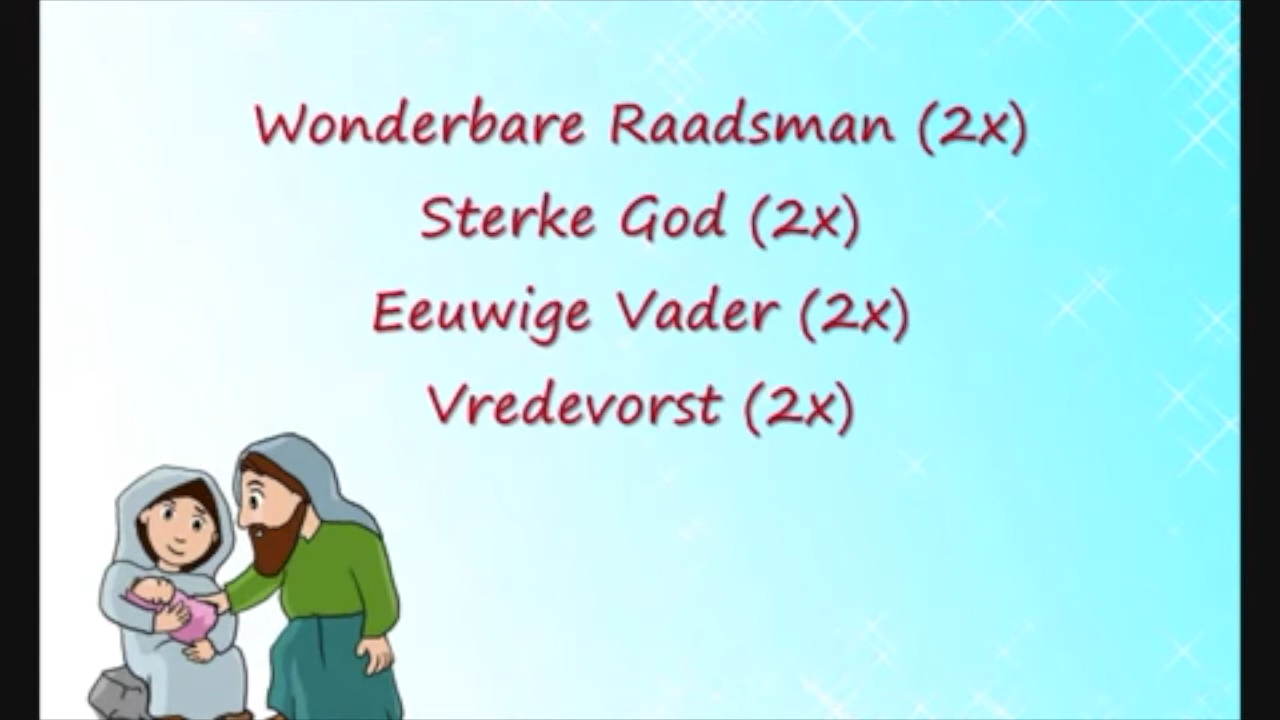 Wonderbare Raadsman (2x)
Sterke God (2x)
Eeuwige Vader (2x)
Vredevorst (2x)